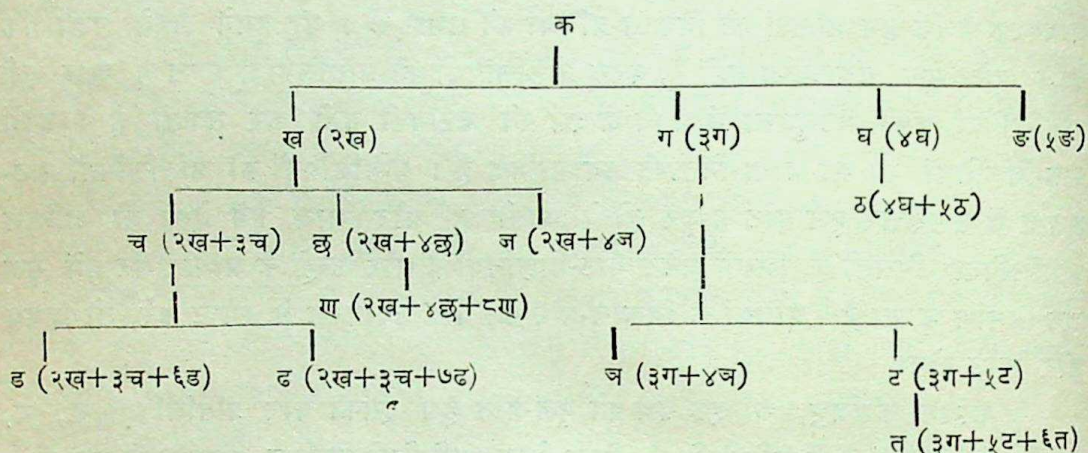 क
ख (२ख) ग (३ग) घ (४घ) ङ(५ङ)
ठ(४घ+५ठ)
च (२ख+३च) छ (२ख+४छ) ज (२ख+४ज)
ण (२ख+४छ+८ण)
ड (२ख+३च+६ड) ढ (२ख+३च+७ढ) ञ (३ग+४ञ) ट (३ग+५ट)
त (३ग+५ट+६त)